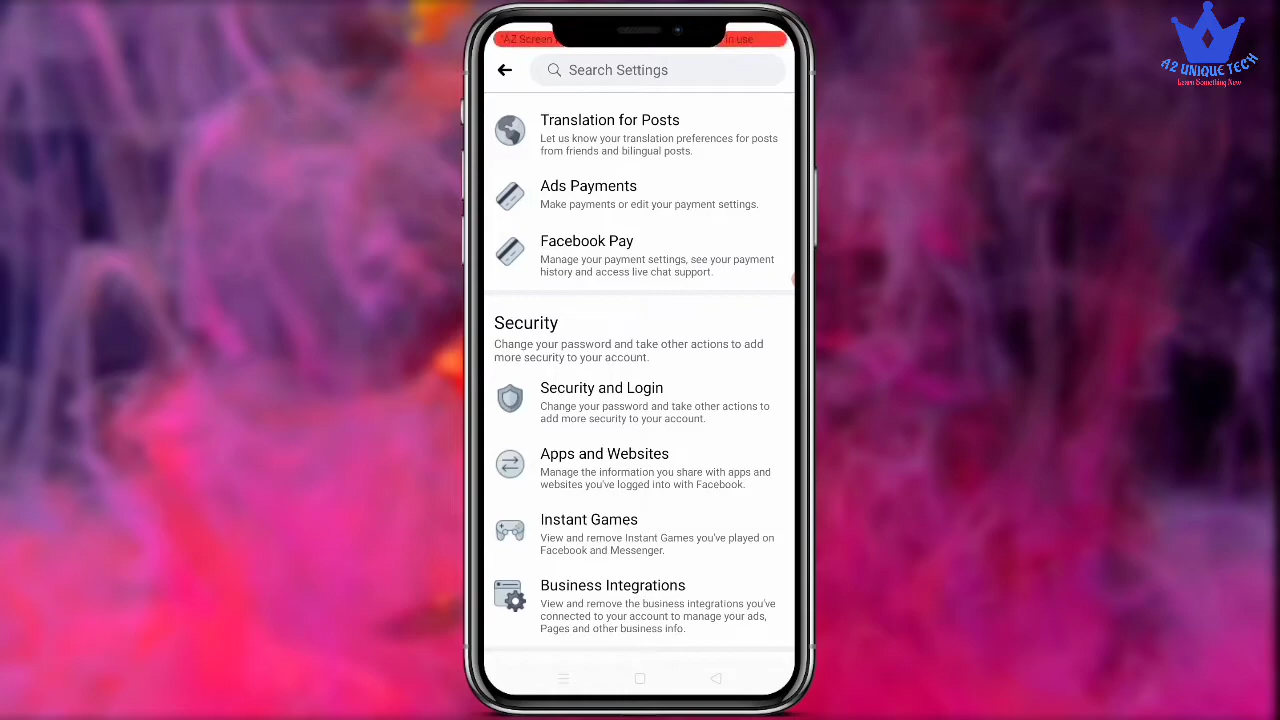 AZ Screen
in use
Search Settings
Translation for Posts
Let us know your translation preferences for posts
from friends and bilingual posts.
Ads Payments
Make payments or edit your payment settings.
Facebook Pay
Manage your payment settings, see your payment
history and access live chat support.
Security
Change your password and take other actions to add
more security to your account.
Security and Login
Change your password and take other actions to
add more security to your account.
Apps and Websites
Manage the information you share with apps and
websites you've logged into with Facebook.
Instant Games
View and remove Instant Games you've played on
Facebook and Messenger.
Business Integrations
View and remove the business integrations you've
connected to your account to manage your ads,
Pages and other business info.
A2 UNIQUE TECH
Learn Something New